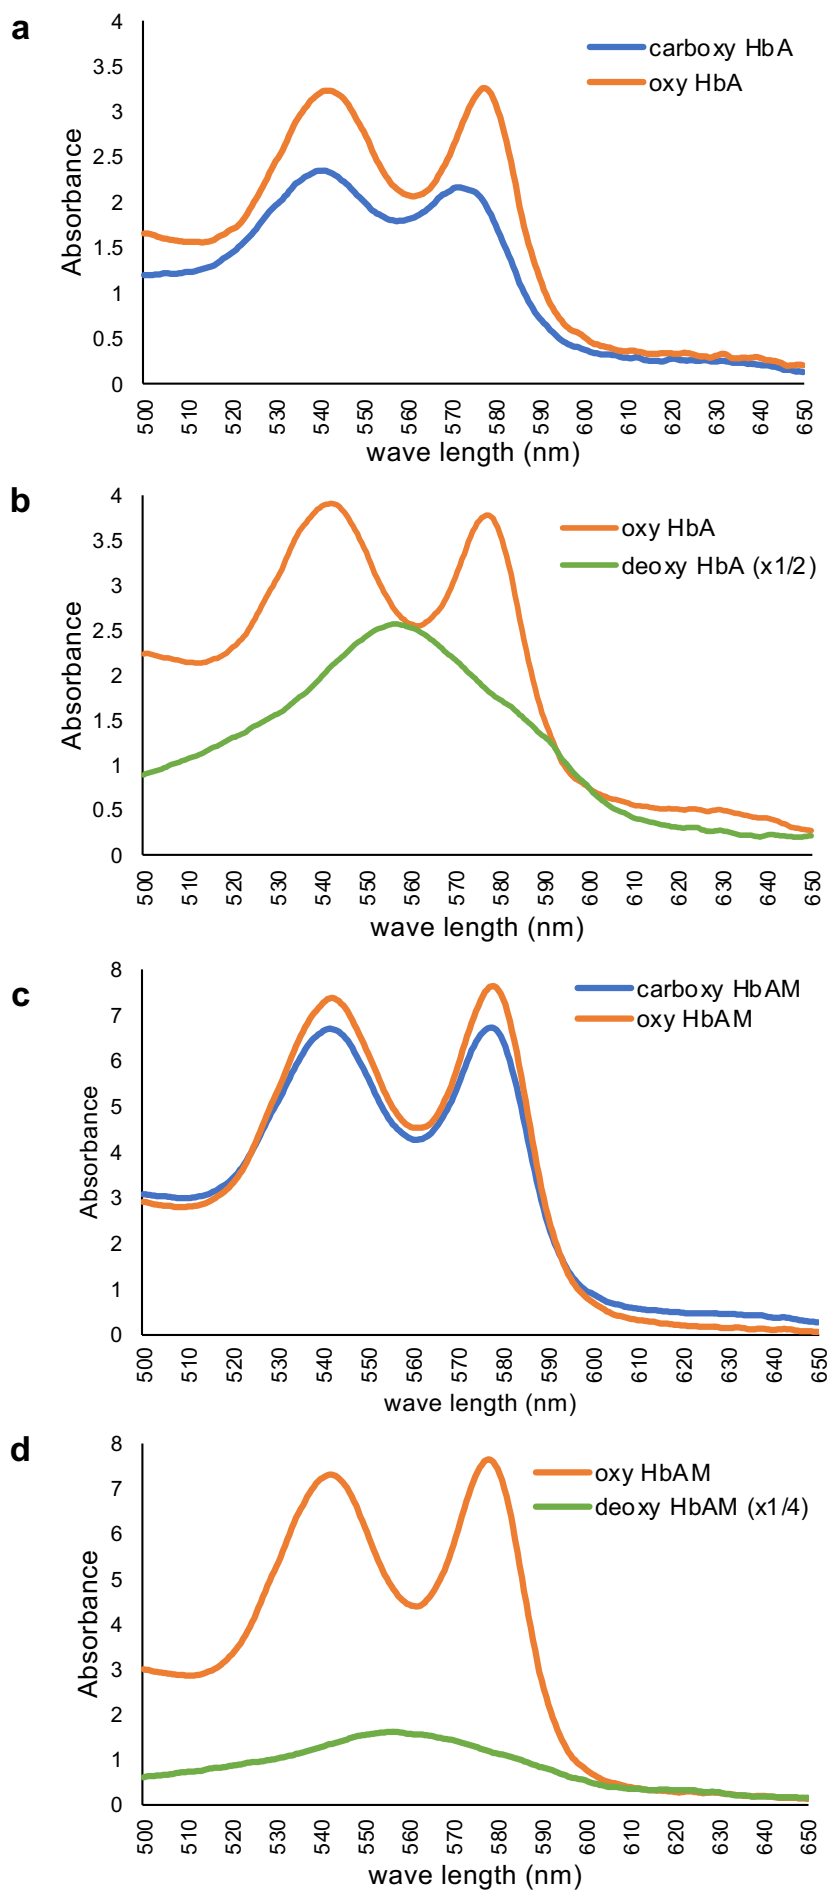 a
carboxy HbA
oxy HbA
Absorbance
4
3.5
3
2.5
2
1.5
1
0.5
0
500 510 520 530 540 550 560 570 580 590 600 610 620 630 640 650
wave length (nm)
b
oxy HbA
deoxy HbA (x1/2)
Absorbance
4
3.5
3
2.5
2
1.5
1
0.5
0
500 510 520 530 540 550 560 570 580 590 600 610 620 630 640 650
wave length (nm)
c
carboxy HbAM
oxy HbAM
Absorbance
8
7
6
5
4
3
2
1
0
500 510 520 530 540 550 560 570 580 590 600 610 620 630 640 650
wave length (nm)
d
oxy HbAM
deoxy HbAM (x1/4)
Absorbance
8
7
6
5
4
3
2
1
0
500 510 520 530 540 550 560 570 580 590 600 610 620 630 640 650
wave length (nm)